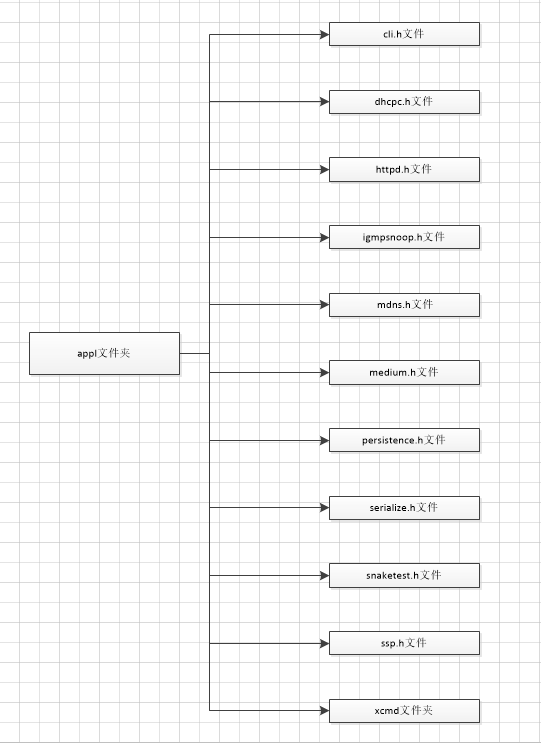 cli.h文件
dhcpc.h文件
httpd.h文件
igmpsnoop.h文件
mdns.h文件
appl文件夹
medium.h文件
persistence.h文件
serialize.h文件
snaketest.h文件
ssp.h文件
xcmd文件夹